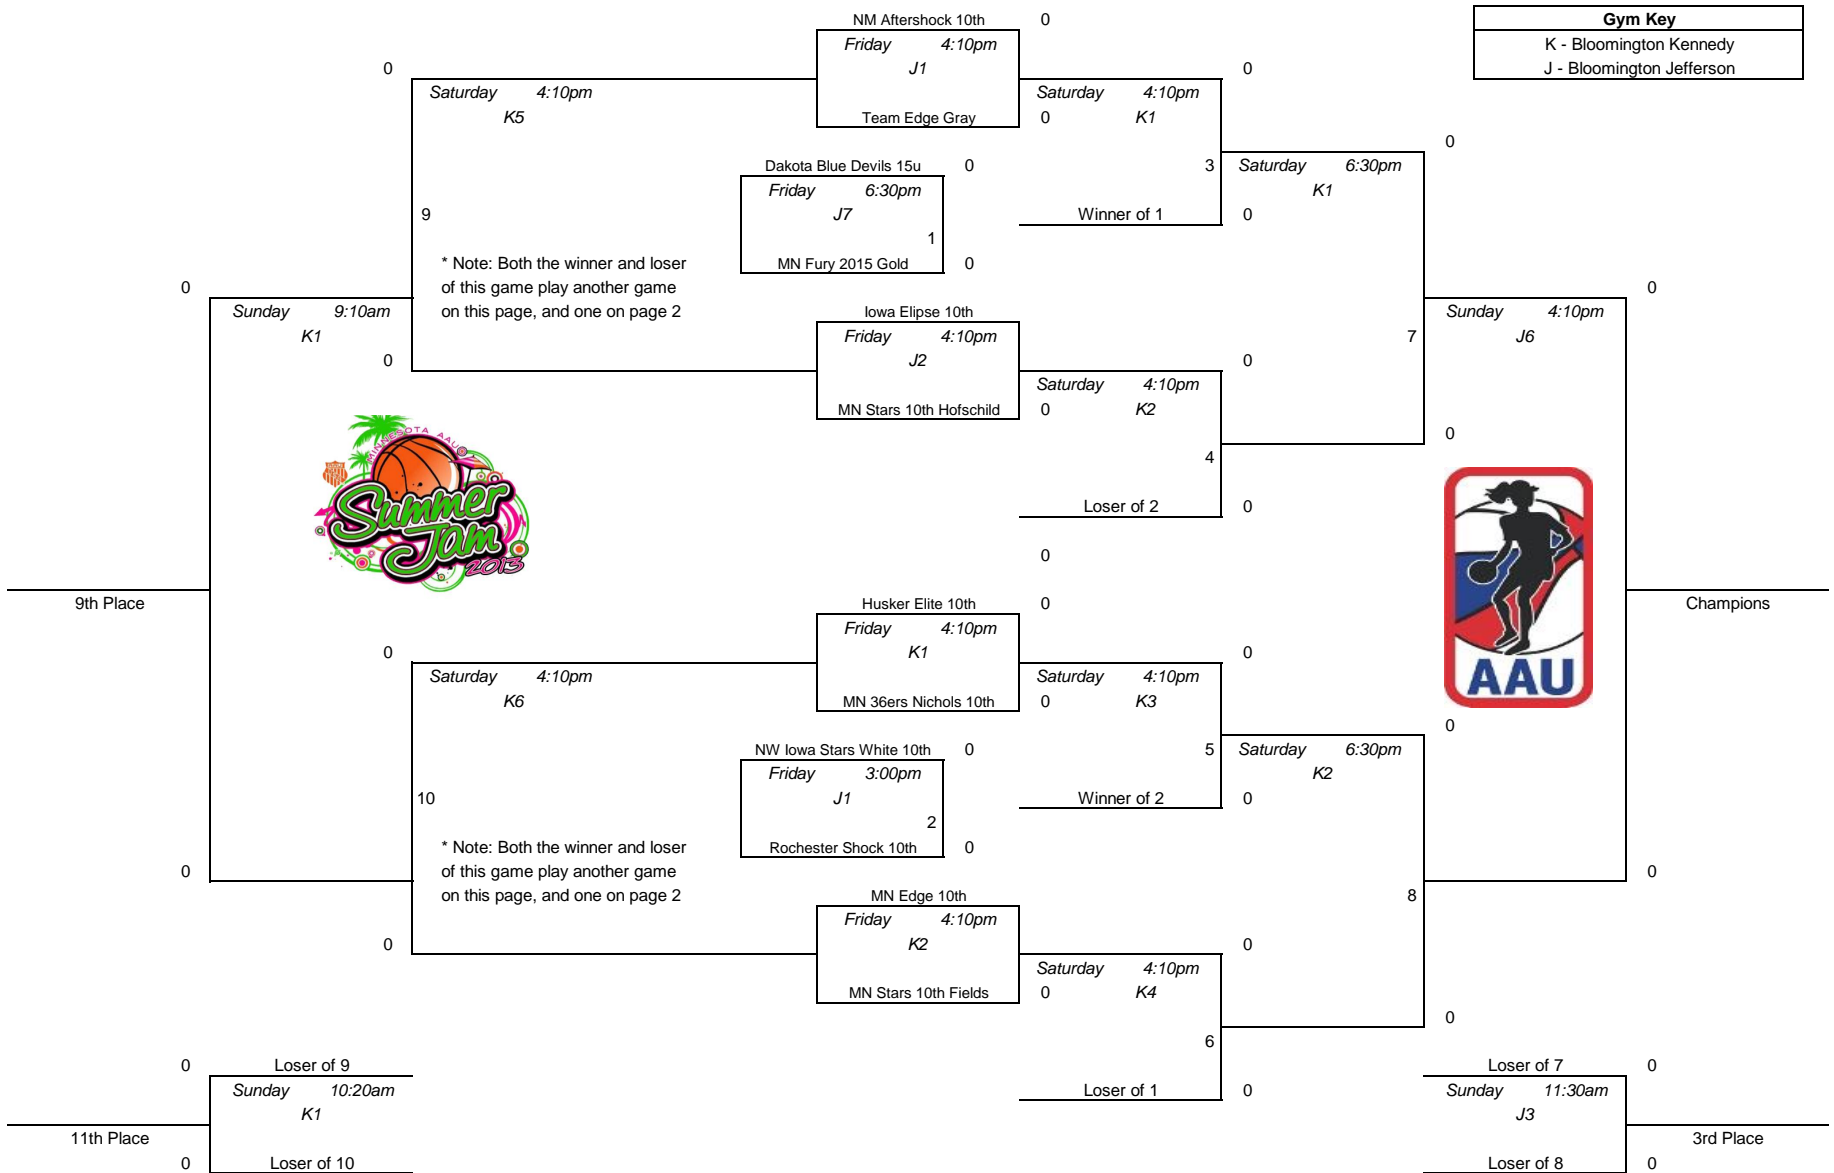 NM Aftershock 10th 0
Gym Key
K - Bloomington Kennedy
J - Bloomington Jefferson
Friday 4:10pm
J1
Team Edge Gray 0
0
Saturday 4:10pm
K5
9
* Note: Both the winner and loser
of this game play another game
on this page, and one on page 2
0
Saturday 4:10pm
K1
3
Winner of 1 0
Dakota Blue Devils 15u 0
Friday 6:30pm
J7
1
MN Fury 2015 Gold 0
0
Saturday 6:30pm
K1
7
0
Sunday 9:10am
K1
0
Iowa Elipse 10th
Friday 4:10pm
J2
MN Stars 10th Hofschild 0
0
Saturday 4:10pm
K2
4
Loser of 2 0
0
0
Sunday 4:10pm
J6
0
MINNESOTA AAU
Summer
Jam
2013
AAU
9th Place
Champions
Husker Elite 10th 0
Friday 4:10pm
K1
MN 36ers Nichols 10th 0
0
Saturday 4:10pm
K6
10
* Note: Both the winner and loser
of this game play another game
on this page, and one on page 2
0
Saturday 4:10pm
K3
5
Winner of 2 0
NW Iowa Stars White 10th 0
Friday 3:00pm
J1
2
Rochester Shock 10th 0
0
Saturday 6:30pm
K2
8
0
0
0
MN Edge 10th
Friday 4:10pm
K2
MN Stars 10th Fields 0
0
Saturday 4:10pm
K4
6
Loser of 1 0
0
0 Loser of 9
Sunday 10:20am
K1
11th Place
0 Loser of 10
Loser of 7 0
Sunday 11:30am
J3
3rd Place
Loser of 8 0